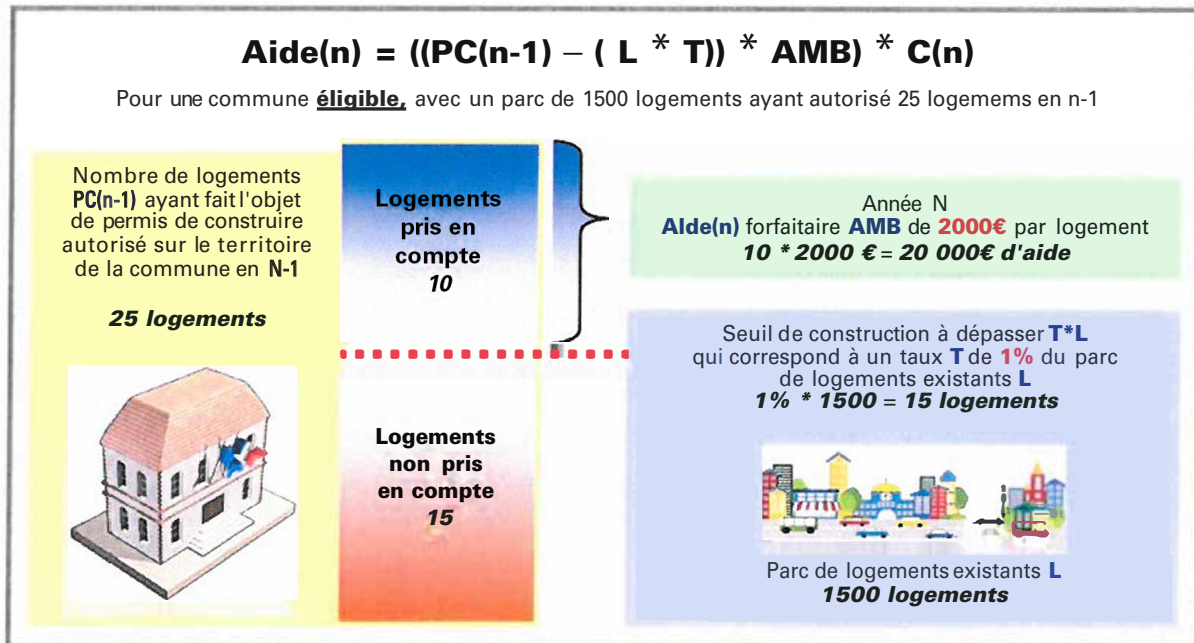 Aide(n) = ((PC(n-1) – ( L * T)) * AMB) * C(n)
Pour une commune éligible, avec un parc de 1500 logements ayant autorisé 25 logemems en n-1
Nombre de logements
PC(n-1) ayant fait l'objet
de permis de construire
autorisé sur le territoire
de la commune en N-1
25 logements
Logements
pris en
compte
10
Logements
non pris
en compte
15
Année N
AIde(n) forfaitaire AMB de 2000€ par logement
10 * 2000 € = 20 000€ d'aide
Seuil de construction à dépasser T*L
qui correspond à un taux T de 1% du parc
de logements existants L
1% * 1500 = 15 logements
Parc de logements existants L
1500 logements